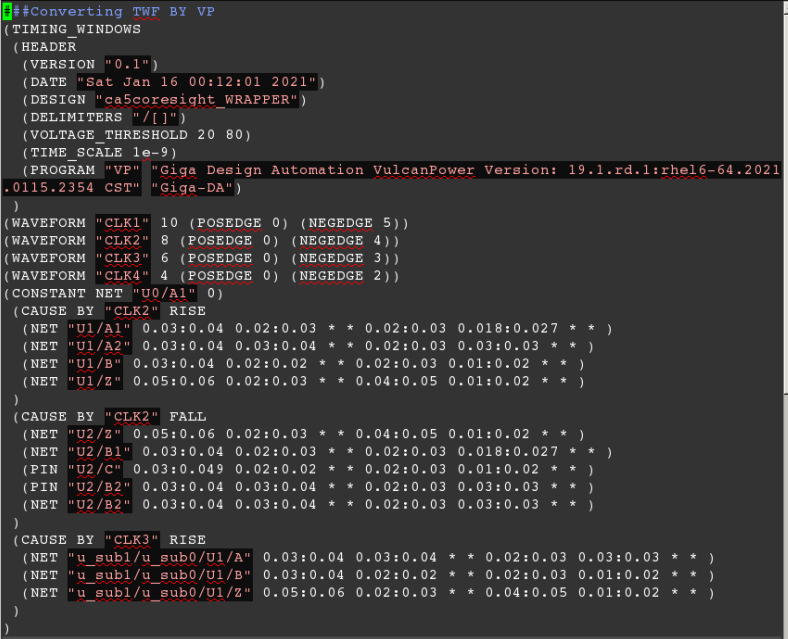 ###Converting TWF BY VP
(TIMING_WINDOWS
(HEADER
(VERSION "0.1")
(DATE "Sat Jan 16 00:12:01 2021")
(DESIGN "ca5coresight_WRAPPER")
(DELIMITERS "/[]")
(VOLTAGE_THRESHOLD 20 80)
(TIME_SCALE 1e-9)
(PROGRAM "VP" "Giga Design Automation VulcanPower Version: 19.1.rd.1:rhel6-64.2021
.0115.2354 CST" "Giga-DA")
)
(WAVEFORM "CLK1" 10 (POSEDGE 0) (NEGEDGE 5))
(WAVEFORM "CLK2" 8 (POSEDGE 0) (NEGEDGE 4))
(WAVEFORM "CLK3" 6 (POSEDGE 0) (NEGEDGE 3))
(WAVEFORM "CLK4" 4 (POSEDGE 0) (NEGEDGE 2))
(CONSTANT NET "U0/A1" 0)
(CAUSE BY "CLK2" RISE
(NET "U1/A1" 0.03:0.04 0.02:0.03 * * 0.02:0.03 0.018:0.027 * * )
(NET "U1/A2" 0.03:0.04 0.03:0.04 * * 0.02:0.03 0.03:0.03 * * )
(NET "U1/B" 0.03:0.04 0.02:0.02 * * 0.02:0.03 0.01:0.02 * * )
(NET "U1/Z" 0.05:0.06 0.02:0.03 * * 0.04:0.05 0.01:0.02 * * )
)
(CAUSE BY "CLK2" FALL
(NET "U2/Z" 0.05:0.06 0.02:0.03 * * 0.04:0.05 0.01:0.02 * * )
(NET "U2/B1" 0.03:0.04 0.02:0.03 * * 0.02:0.03 0.018:0.027 * * )
(PIN "U2/C" 0.03:0.049 0.02:0.02 * * 0.02:0.03 0.01:0.02 * * )
(PIN "U2/B2" 0.03:0.04 0.03:0.04 * * 0.02:0.03 0.03:0.03 * * )
(NET "U2/B2" 0.03:0.04 0.03:0.04 * * 0.02:0.03 0.03:0.03 * * )
)
(CAUSE BY "CLK3" RISE
(NET "u_sub1/u_sub0/U1/A" 0.03:0.04 0.03:0.04 * * 0.02:0.03 0.03:0.03 * * )
(NET "u_sub1/u_sub0/U1/B" 0.03:0.04 0.02:0.02 * * 0.02:0.03 0.01:0.02 * * )
(NET "u_sub1/u_sub0/U1/Z" 0.05:0.06 0.02:0.03 * * 0.04:0.05 0.01:0.02 * * )
)
)